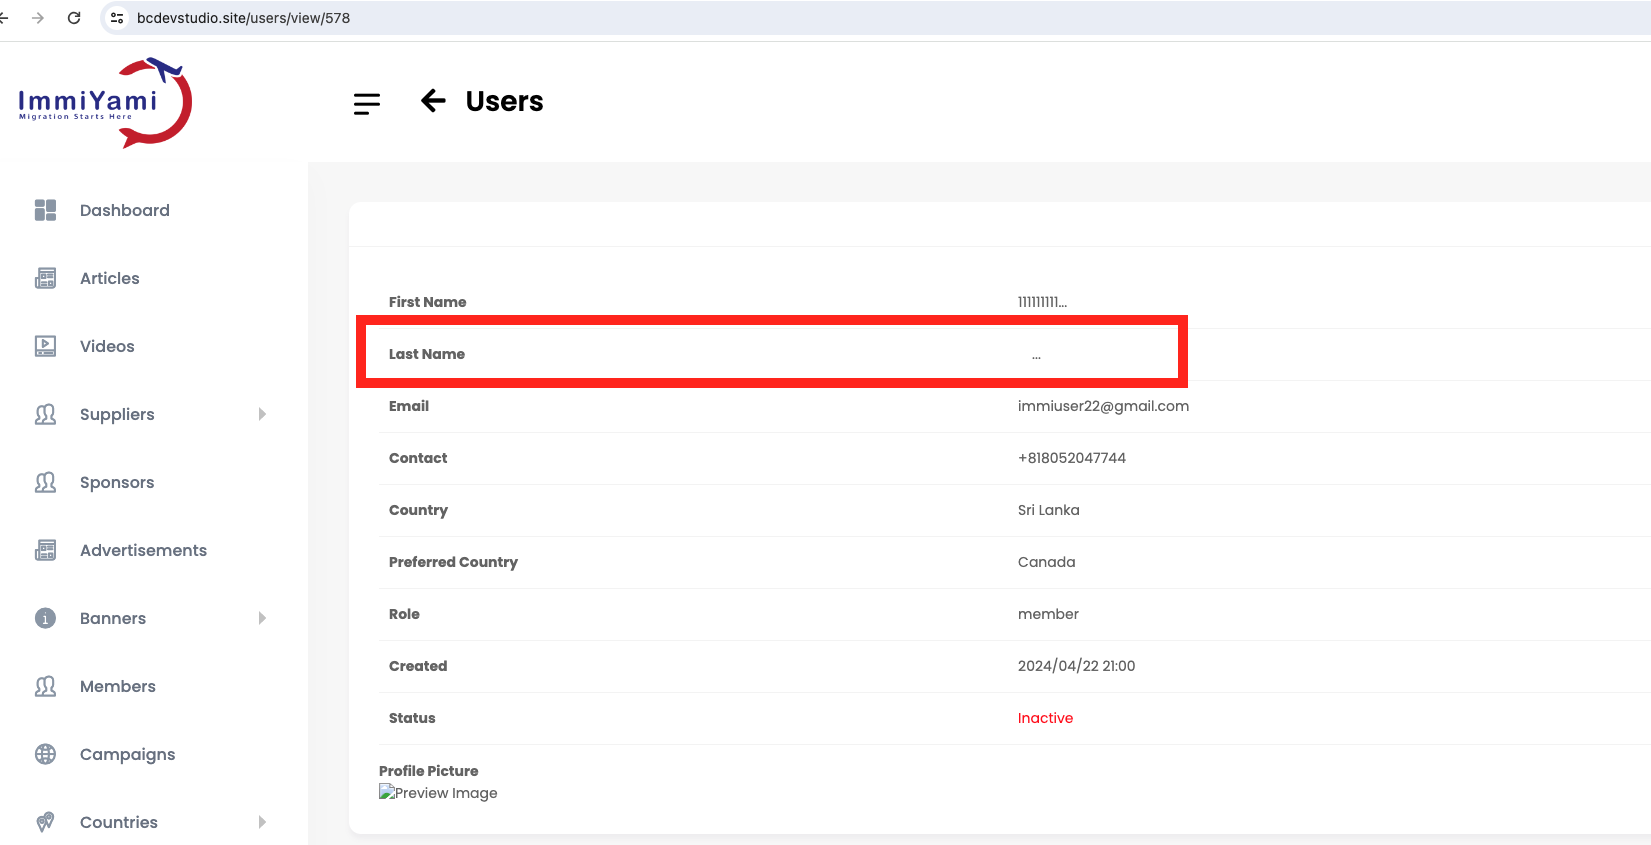 bcdevstudio.site/users/view/578
ImmiYami
Migration Starts Here
Users
Dashboard
Articles
Videos
Suppliers
Sponsors
Advertisements
Banners
Members
Campaigns
Countries
First Name 111111111...
Last Name ...
Email immiuser22@gmail.com
Contact +818052047744
Country Sri Lanka
Preferred Country Canada
Role member
Created 2024/04/22 21:00
Status Inactive
Profile Picture
Preview Image